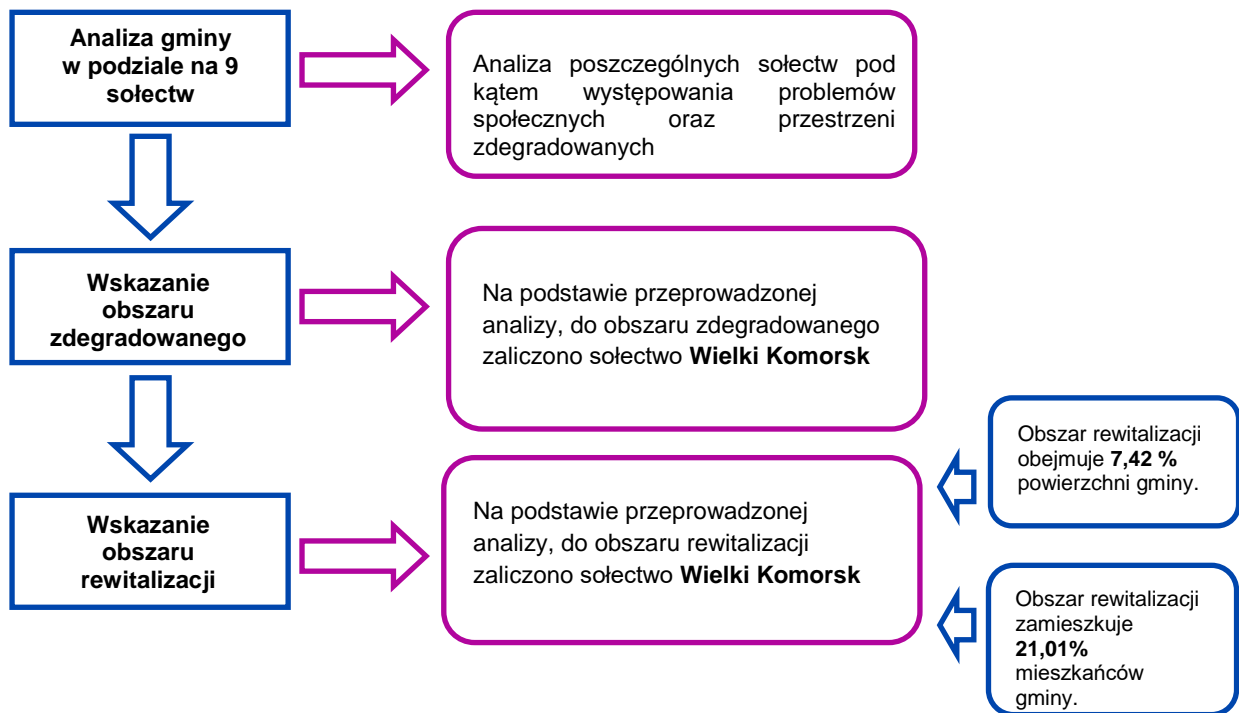 Analiza gminy
w podziale na 9
sołectw
Analiza poszczególnych sołectw pod
kątem występowania problemów
społecznych oraz przestrzeni
zdegradowanych
Wskazanie
obszaru
zdegradowanego
Na podstawie przeprowadzonej
analizy, do obszaru zdegradowanego
zaliczono sołectwo Wielki Komorsk
Wskazanie
obszaru
rewitalizacji
Na podstawie przeprowadzonej
analizy, do obszaru rewitalizacji
zaliczono sołectwo Wielki Komorsk
Obszar rewitalizacji
obejmuje 7,42 %
powierzchni gminy.
Obszar rewitalizacji
zamieszkuje
21,01%
mieszkańców
gminy.